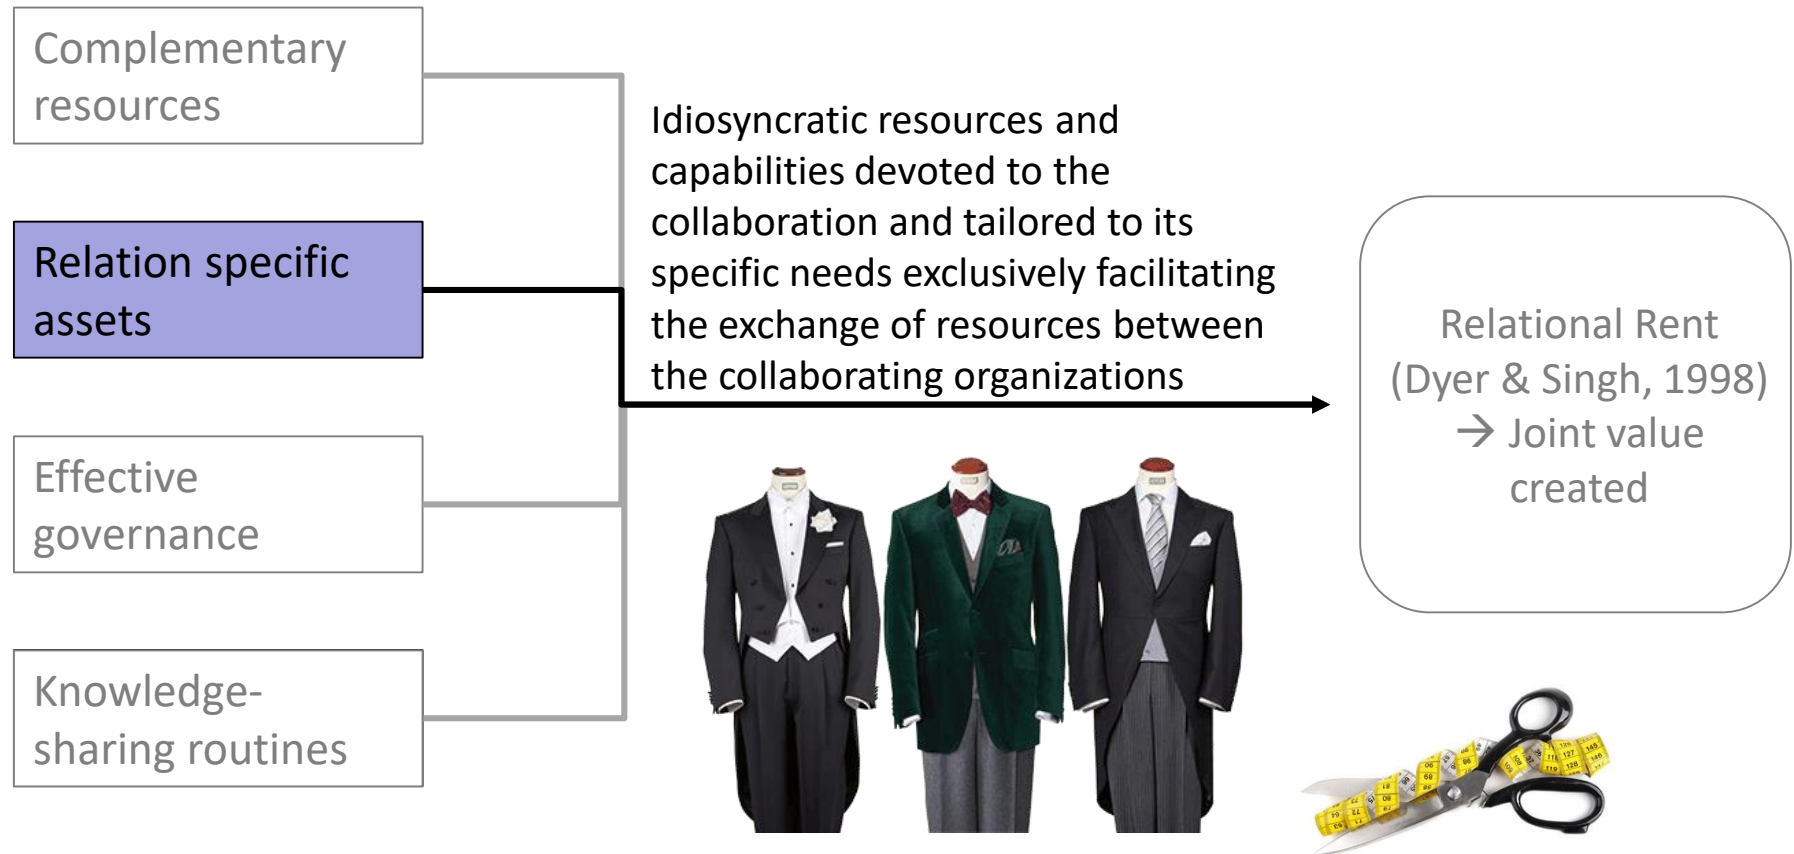 Complementary
resources
Relation specific
assets
Effective
governance
Knowledge-
sharing routines
Idiosyncratic resources and
capabilities devoted to the
collaboration and tailored to its
specific needs exclusively facilitating
the exchange of resources between
the collaborating organizations
Relational Rent
(Dyer & Singh, 1998)
→ Joint value
created